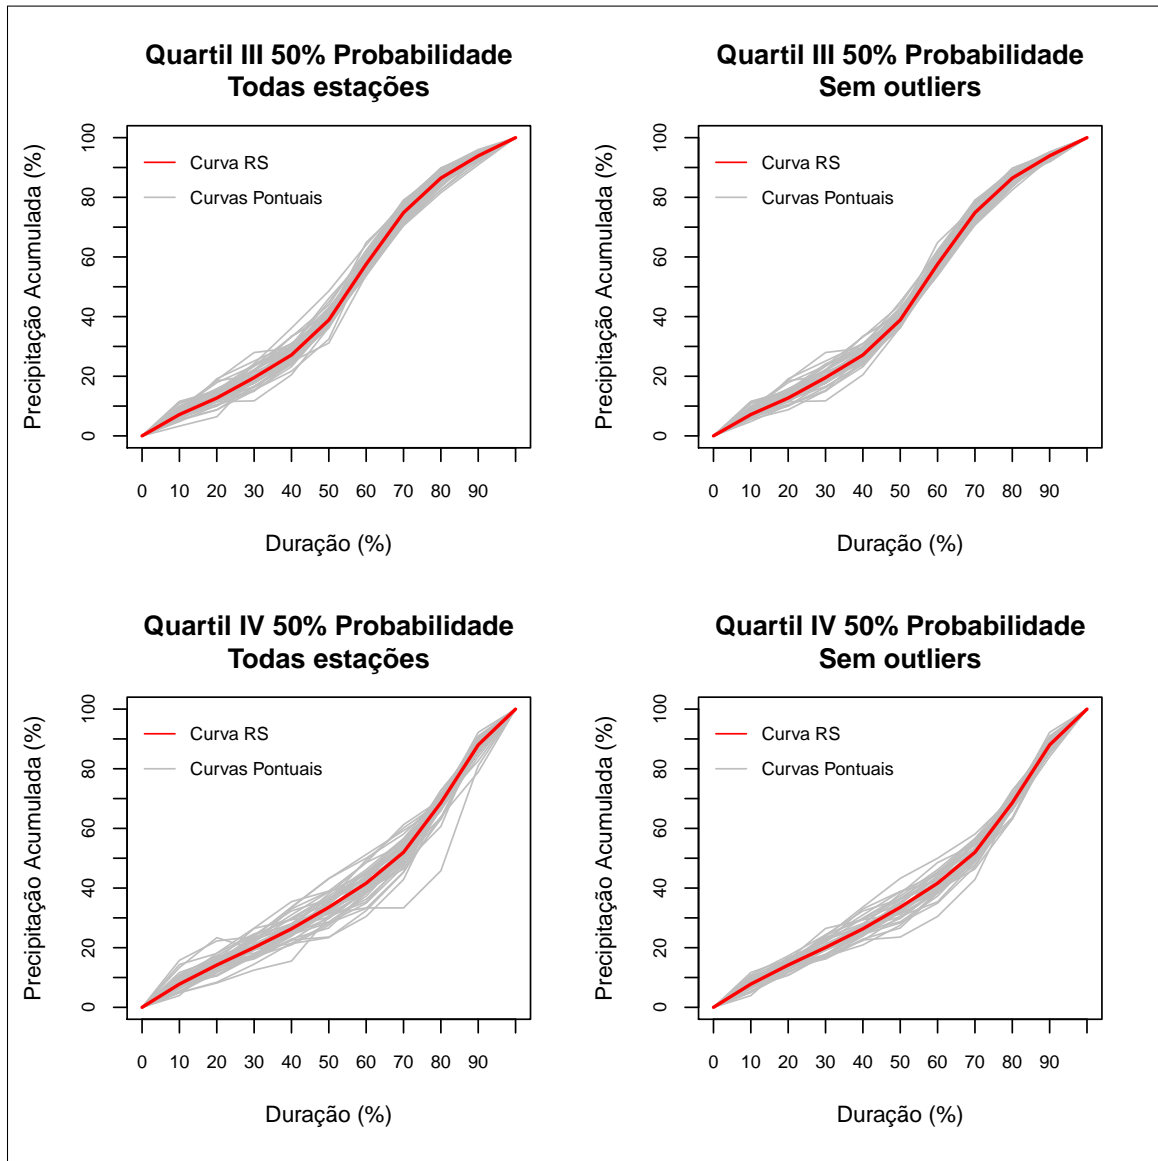 Quartil III 50% Probabilidade
Todas estações
Precipitação Acumulada (%)
0 20 40 60 80 100
Curva RS
Curvas Pontuais
0 10 20 30 40 50 60 70 80 90
Duração (%)
Quartil III 50% Probabilidade
Sem outliers
Precipitação Acumulada (%)
0 20 40 60 80 100
Curva RS
Curvas Pontuais
0 10 20 30 40 50 60 70 80 90
Duração (%)
Quartil IV 50% Probabilidade
Todas estações
Precipitação Acumulada (%)
0 20 40 60 80 100
Curva RS
Curvas Pontuais
0 10 20 30 40 50 60 70 80 90
Duração (%)
Quartil IV 50% Probabilidade
Sem outliers
Precipitação Acumulada (%)
0 20 40 60 80 100
Curva RS
Curvas Pontuais
0 10 20 30 40 50 60 70 80 90
Duração (%)